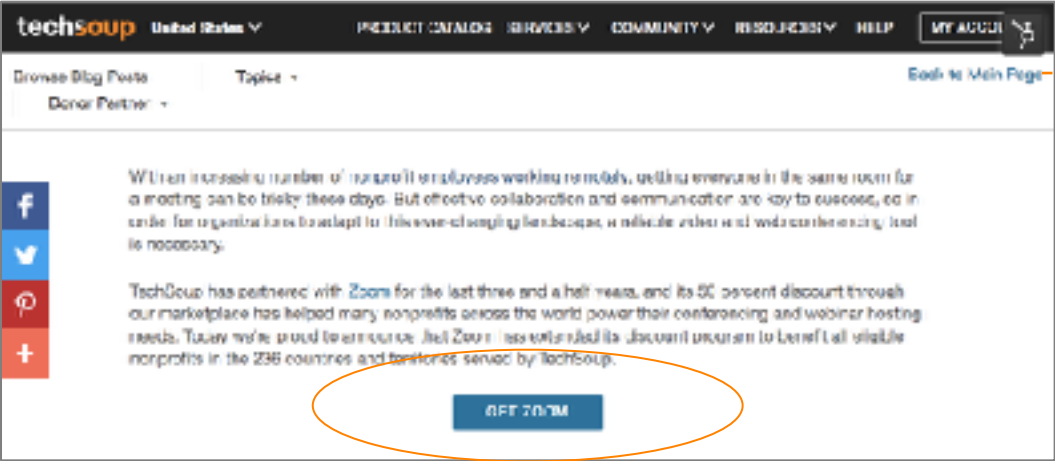 techsoup United States PRODUCT CATALOG SERVICES COMMUNITY RESOURCES HELP MY ACCOU
Browse Blog Posts Topics Back to Main Page
Donor Partner
With an increasing number of nonprofit employees working remotely, getting everyone in the same room for
a meeting can be tricky these days. But effective collaboration and communication are key to success, so in
order for organizations to adapt to this ever-changing landscape, a reliable video and web conferencing tool
is necessary.
TechSoup has partnered with Zoom for the last three and a half years, and its 50 percent discount through
our marketplace has helped many nonprofits across the world power their conferencing and webinar hosting
needs. Today we're proud to announce that Zoom has extended its discount program to benefit all eligible
nonprofits in the 236 countries and territories served by TechSoup.
GET ZOOM